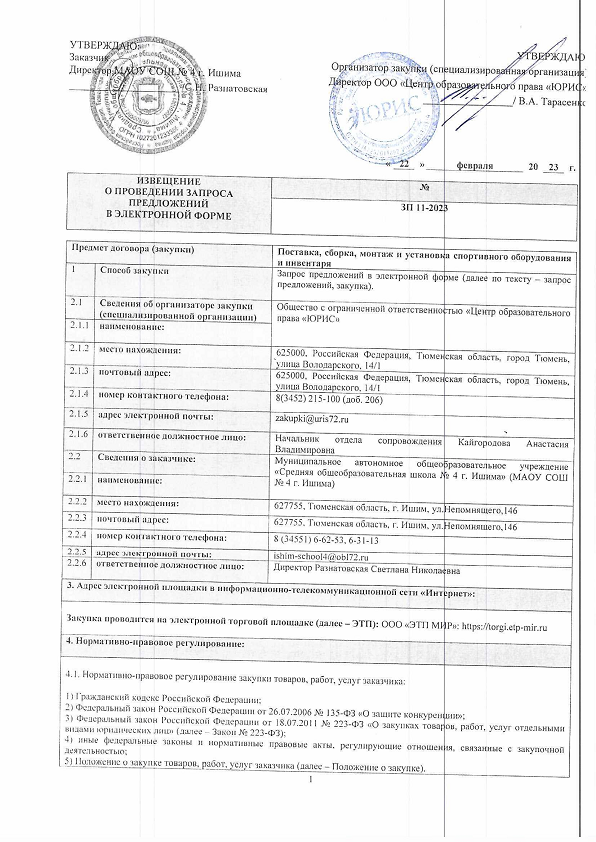 УТВЕРЖДАЮ
Заказчик
Директор МАОУ СОШ № 4 г. Ишима
С. Н. Разнатовская
УТВЕРЖДАЮ
Организатор закупки (специализированная организация)
Директор ООО «Центр образовательного права «ЮРИС»
/ В.А. Тарасенко
ЮРИС
« 22 » февраля 20 23 г.
ИЗВЕЩЕНИЕ
О ПРОВЕДЕНИИ ЗАПРОСА
ПРЕДЛОЖЕНИЙ
В ЭЛЕКТРОННОЙ ФОРМЕ
№
ЗП 11-2023
Предмет договора (закупки)
Поставка, сборка, монтаж и установка спортивного оборудования
и инвентаря
1 Способ закупки
Запрос предложений в электронной форме (далее по тексту – запрос
предложений, закупка).
2.1 Сведения об организаторе закупки
(специализированной организации)
2.1.1 наименование:
Общество с ограниченной ответственностью «Центр образовательного
права «ЮРИС»
2.1.2 место нахождения:
625000, Российская Федерация, Тюменская область, город Тюмень,
улица Володарского, 14/1
2.1.3 почтовый адрес:
625000, Российская Федерация, Тюменская область, город Тюмень,
улица Володарского, 14/1
2.1.4 номер контактного телефона:
8(3452) 215-100 (доб. 206)
2.1.5 адрес электронной почты:
zakupki@uris72.ru
2.1.6 ответственное должностное лицо:
Начальник отдела сопровождения Кайгородова Анастасия
Владимировна
2.2 Сведения о заказчике:
2.2.1 наименование:
Муниципальное автономное общеобразовательное учреждение
«Средняя общеобразовательная школа № 4 г. Ишима» (МАОУ СОШ
№ 4 г. Ишима)
2.2.2 место нахождения:
627755, Тюменская область, г. Ишим, ул.Непомнящего,146
2.2.3 почтовый адрес:
627755, Тюменская область, г. Ишим, ул.Непомнящего,146
2.2.4 номер контактного телефона:
8 (34551) 6-62-53, 6-31-13
2.2.5 адрес электронной почты:
ishim-school4@obl72.ru
2.2.6 ответственное должностное лицо:
Директор Разнатовская Светлана Николаевна
3. Адрес электронной площадки в информационно-телекоммуникационной сети «Интернет»:
Закупка проводится на электронной торговой площадке (далее – ЭТП): ООО «ЭТП МИР»: https://torgi.etp-mir.ru
4. Нормативно-правовое регулирование:
4.1. Нормативно-правовое регулирование закупки товаров, работ, услуг заказчика:
1) Гражданский кодекс Российской Федерации;
2) Федеральный закон Российской Федерации от 26.07.2006 № 135-ФЗ «О защите конкуренции»;
3) Федеральный закон Российской Федерации от 18.07.2011 № 223-ФЗ «О закупках товаров, работ, услуг отдельными
видами юридических лиц» (далее – Закон № 223-ФЗ);
4) иные федеральные законы и нормативные правовые акты, регулирующие отношения, связанные с закупочной
деятельностью;
5) Положение о закупке товаров, работ, услуг заказчика (далее – Положение о закупке).
1